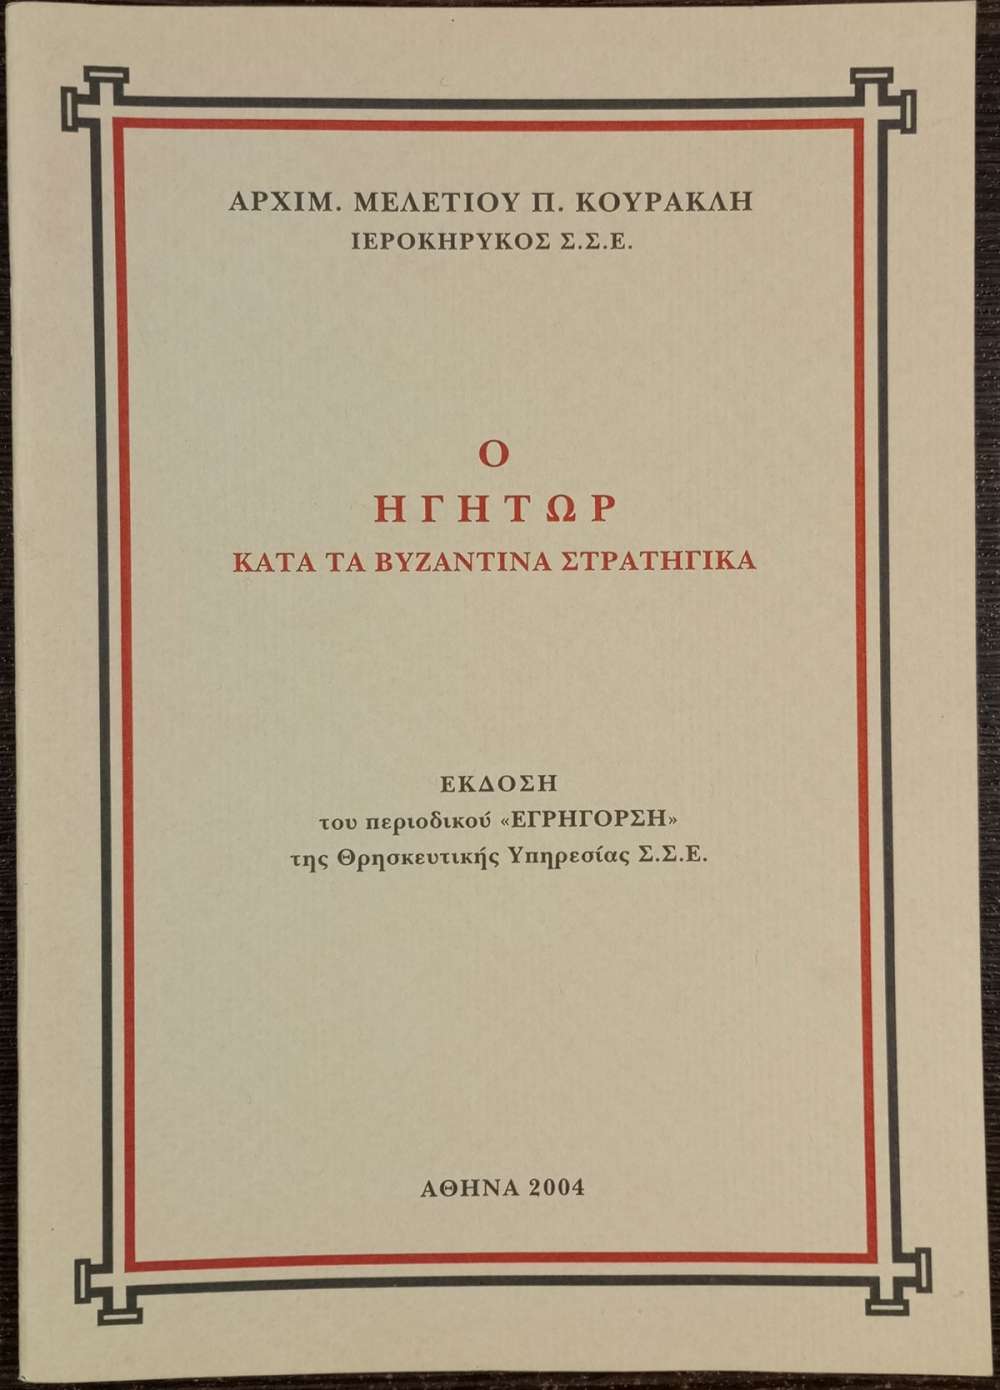 ΑΡΧΙΜ. ΜΕΛΕΤΙΟΥ Π. ΚΟΥΡΑΚΛΗ
ΙΕΡΟΚΗΡΥΚΟΣ Σ.Σ.Ε.
Ο
ΗΓΗΤΩΡ
ΚΑΤΑ ΤΑ ΒΥΖΑΝΤΙΝΑ ΣΤΡΑΤΗΓΙΚΑ
ΕΚΔΟΣΗ
του περιοδικού «ΕΓΡΗΓΟΡΣΗ»
της Θρησκευτικής Υπηρεσίας Σ.Σ.Ε.
ΑΘΗΝΑ 2004